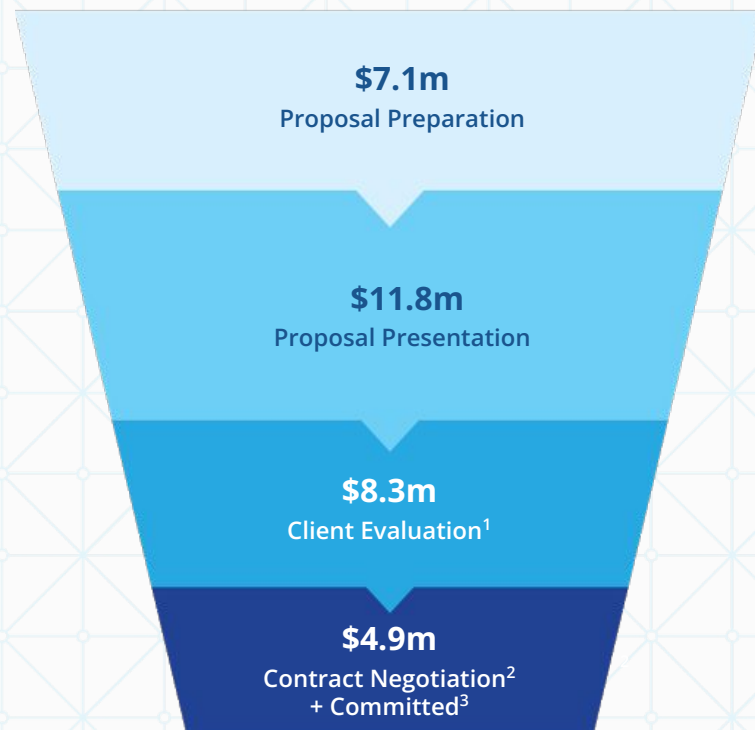 $7.1m
Proposal Preparation
$11.8m
Proposal Presentation
$8.3m
Client Evaluation¹
$4.9m
Contract Negotiation²
+ Committed³